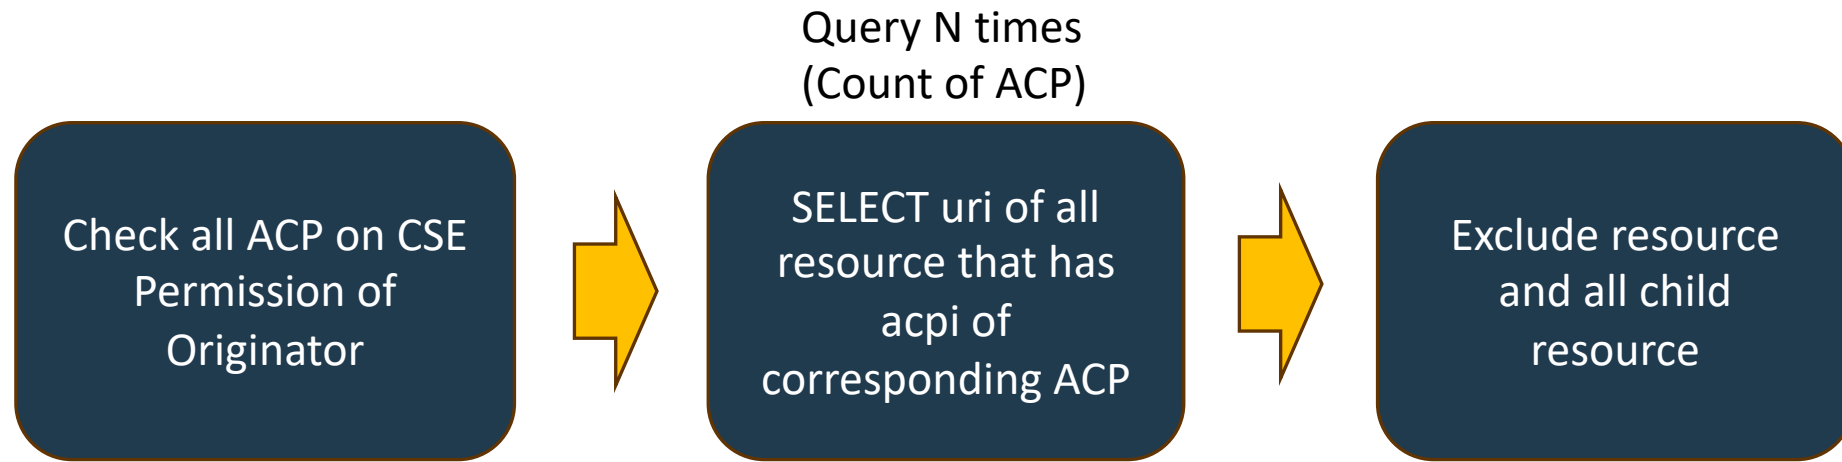 Query N times
(Count of ACP)
Check all ACP on CSE
Permission of
Originator
SELECT uri of all
resource that has
acpi of
corresponding ACP
Exclude resource
and all child
resource